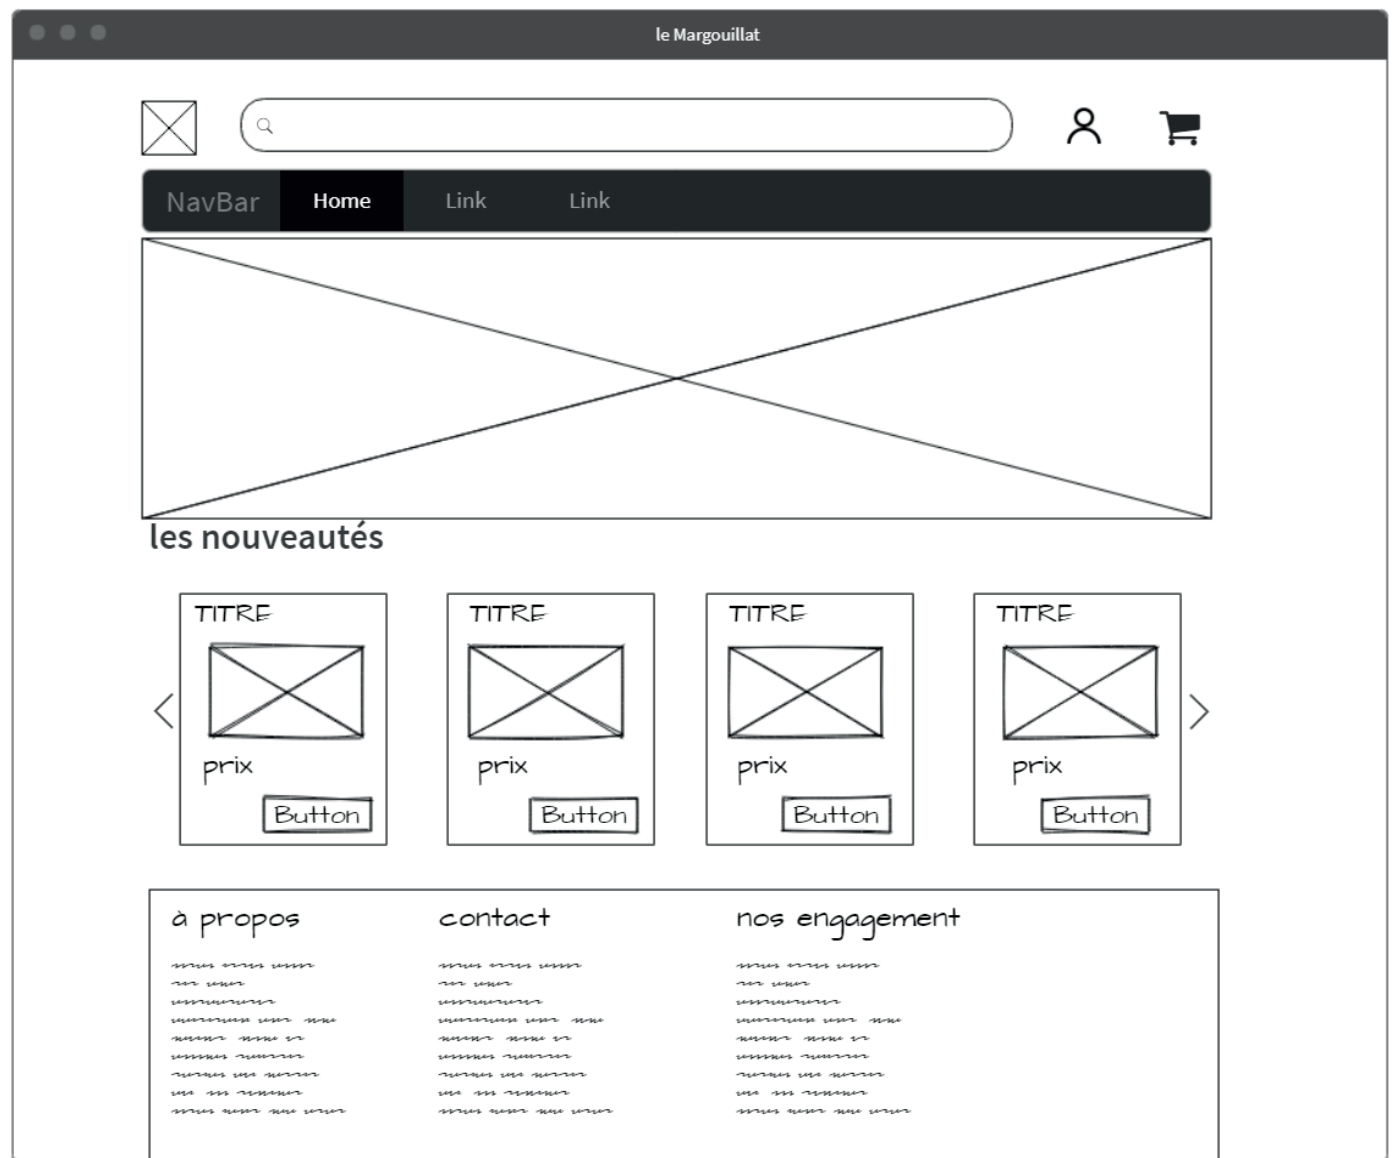 le Margouillat
NavBar Home Link Link
les nouveautés
TITRE TITRE TITRE TITRE
prix prix prix prix
Button Button Button Button
à propos contact nos engagement